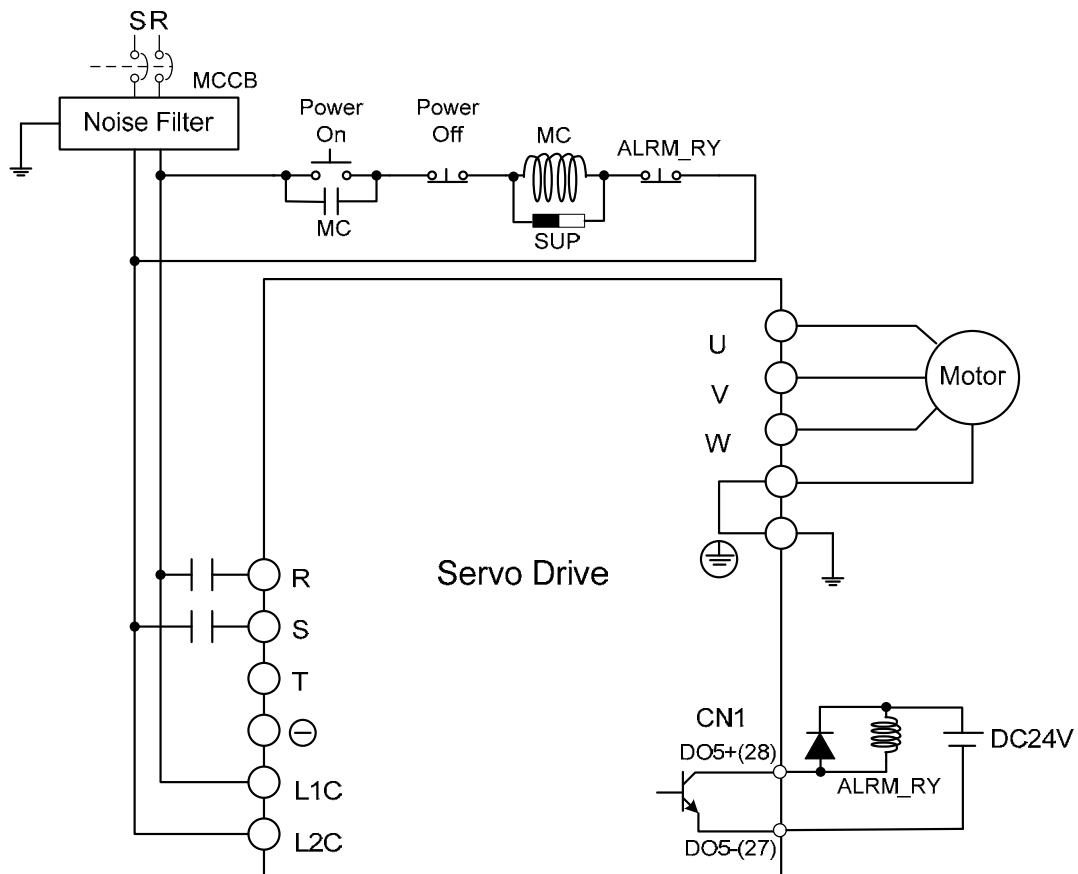 SR
MCCB
Noise Filter
Power
On
Power
Off
MC
ALRM_RY
MC
SUP
U
V
W
Motor
Servo Drive
R
S
T
L1C
L2C
CN1
DO5+(28)
DC24V
ALRM_RY
DO5-(27)